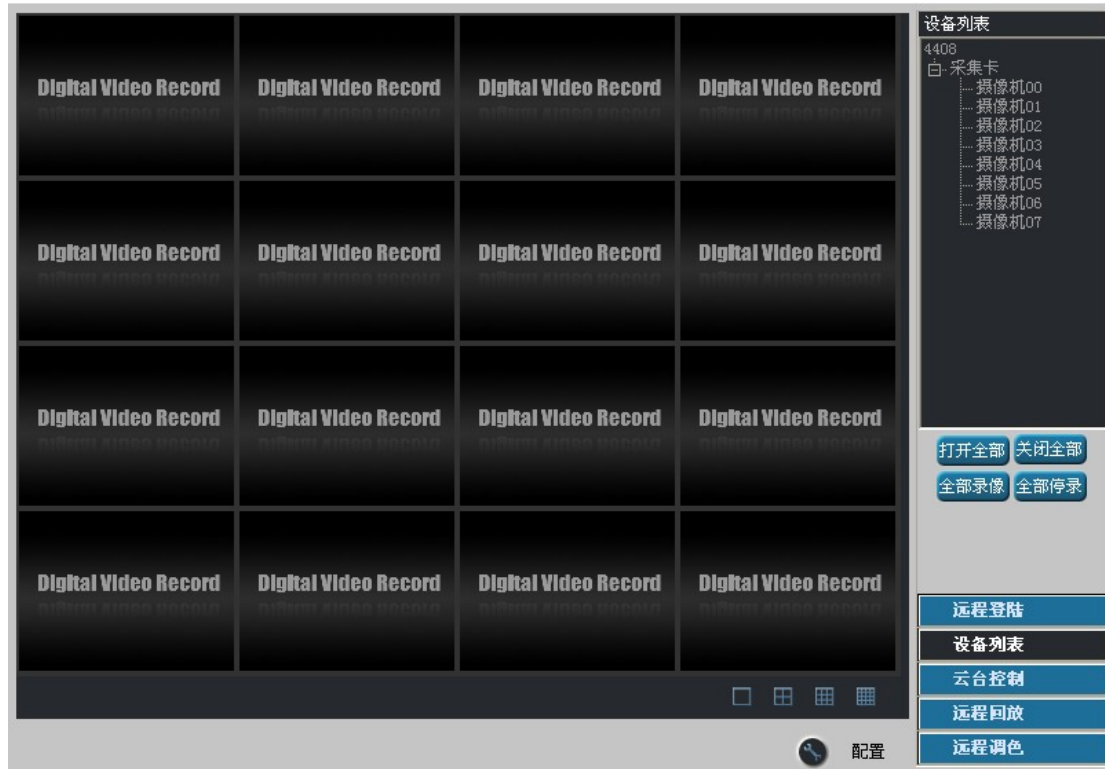 Digital Video Record Digital Video Record Digital Video Record Digital Video Record
Digital Video Record Digital Video Record Digital Video Record Digital Video Record
Digital Video Record Digital Video Record Digital Video Record Digital Video Record
Digital Video Record Digital Video Record Digital Video Record Digital Video Record
设备列表
4408
采集卡
摄像机00
摄像机01
摄像机02
摄像机03
摄像机04
摄像机05
摄像机06
摄像机07
打开全部 关闭全部
全部录像 全部停录
远程登陆
设备列表
云台控制
远程回放
远程调色
配置